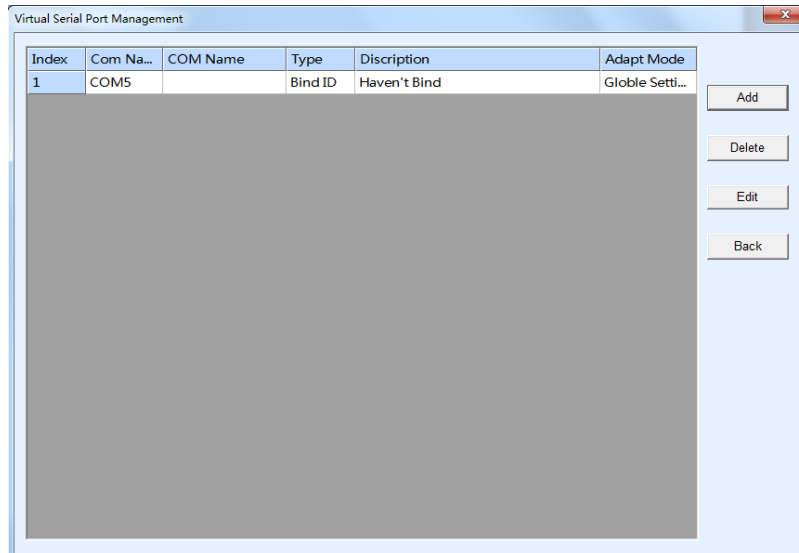 Virtual Serial Port Management
Index Com Na... COM Name Type Discription Adapt Mode
1 COM5 Bind ID Haven't Bind Globle Setti...
Add
Delete
Edit
Back